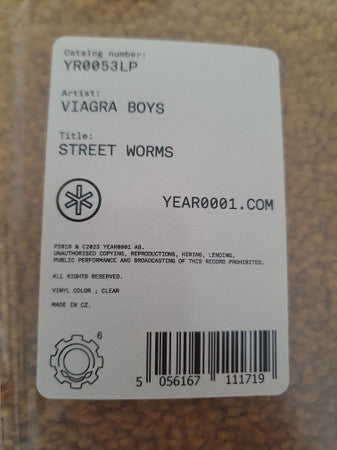 Catalog number:
YR0053LP
Artist:
VIAGRA BOYS
Title:
STREET WORMS
YEAR0001.COM
P2018 & C2023 YEAR0001 AB.
UNAUTHORISED COPYING, REPRODUCTIONS, HIRING, LENDING,
PUBLIC PERFORMANCE AND BROADCASTING OF THIS RECORD PROHIBITED.
ALL RIGHTS RESERVED.
VINYL COLOR ; CLEAR
MADE IN CZ.
6
5 056167 111719